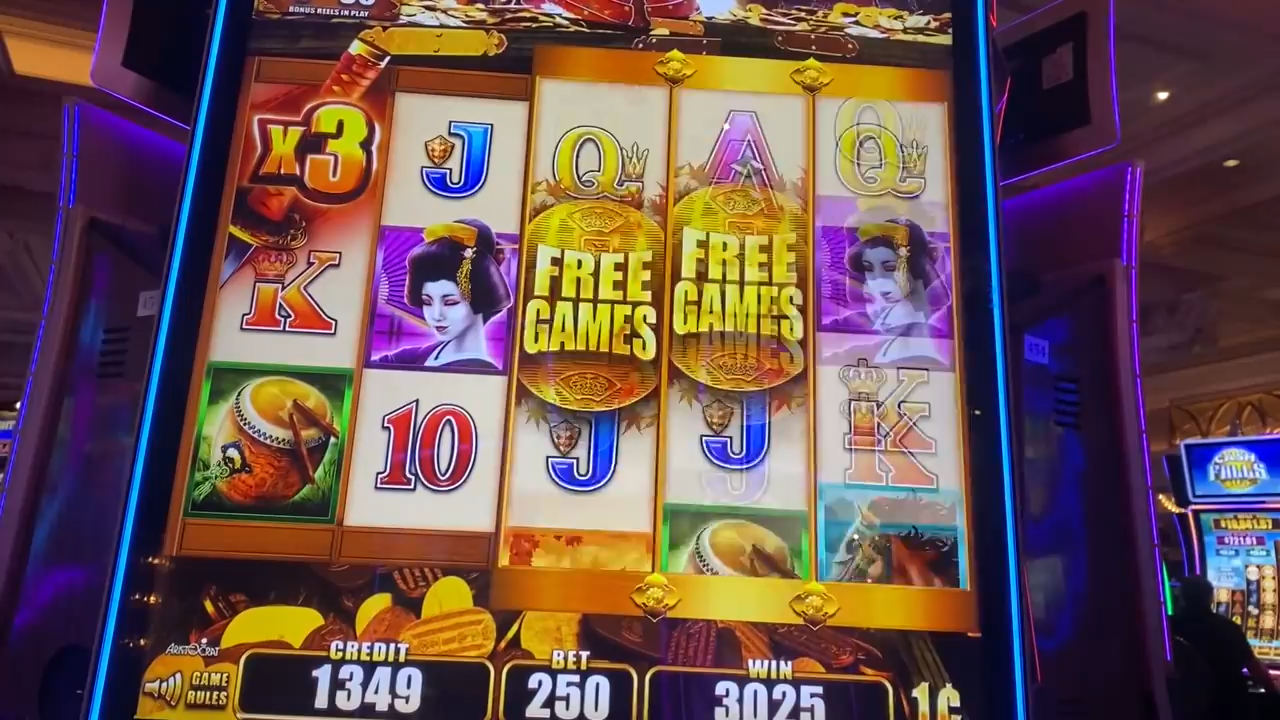 BONUS REELS IN PLAY
x3
J
Q
A
Q
K
FREE
GAMES
FREE
GAMES
10
J
J
K
ARISTOCRAT
GAME
RULES
CREDIT
1349
BET
250
WIN
3025
1¢
CASH